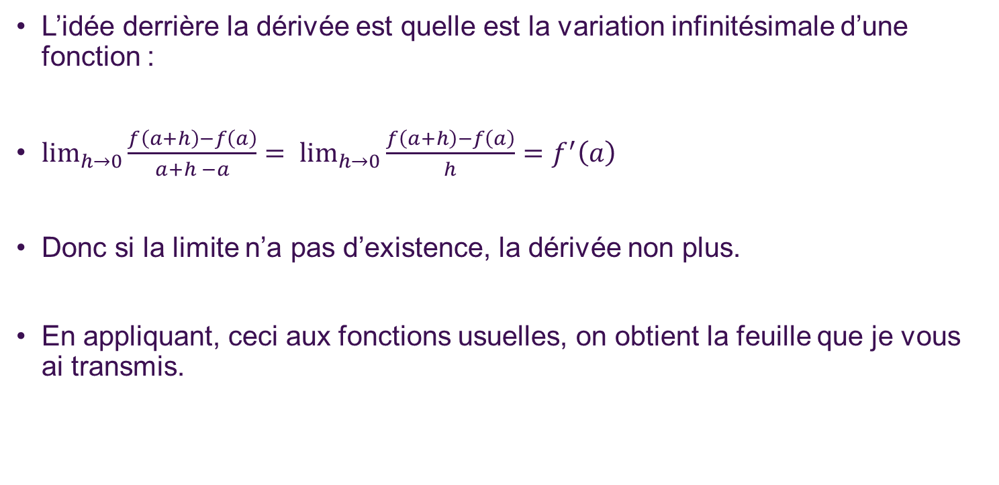 • L’idée derrière la dérivée est quelle est la variation infinitésimale d’une
fonction :
• lim_{h→0} \frac{f(a+h)−f(a)}{a+h −a} = lim_{h→0} \frac{f(a+h)−f(a)}{h} = f′(a)
• Donc si la limite n’a pas d’existence, la dérivée non plus.
• En appliquant, ceci aux fonctions usuelles, on obtient la feuille que je vous
ai transmis.